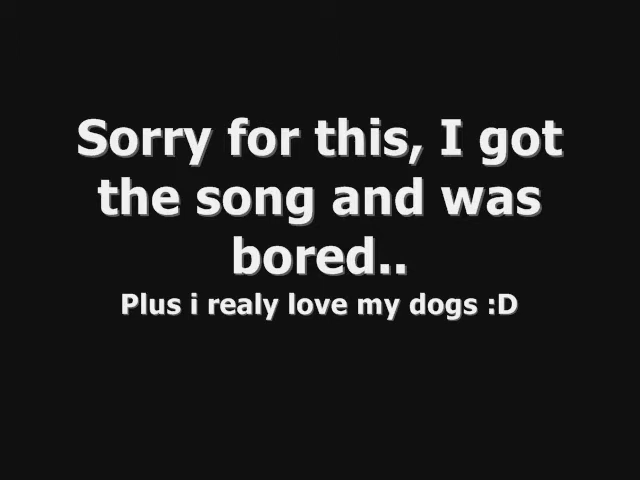 Sorry for this, I got
the song and was
bored..
Plus i realy love my dogs :D